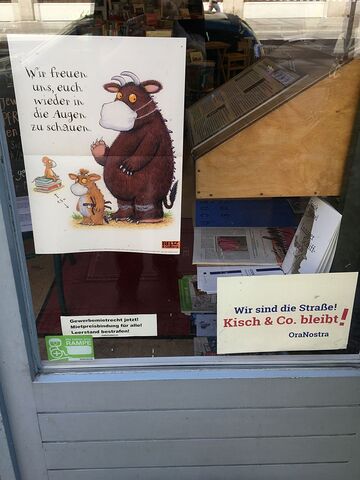 Wir freuen
uns, euch
wieder in
die Augen
zu schauen.
BELTZ
Gewerbemietrecht jetzt!
Mietpreisbindung für alle!
Leerstand bestrafen!
RAMPE
Wir sind die Straße!
Kisch & Co. bleibt!
OraNostra